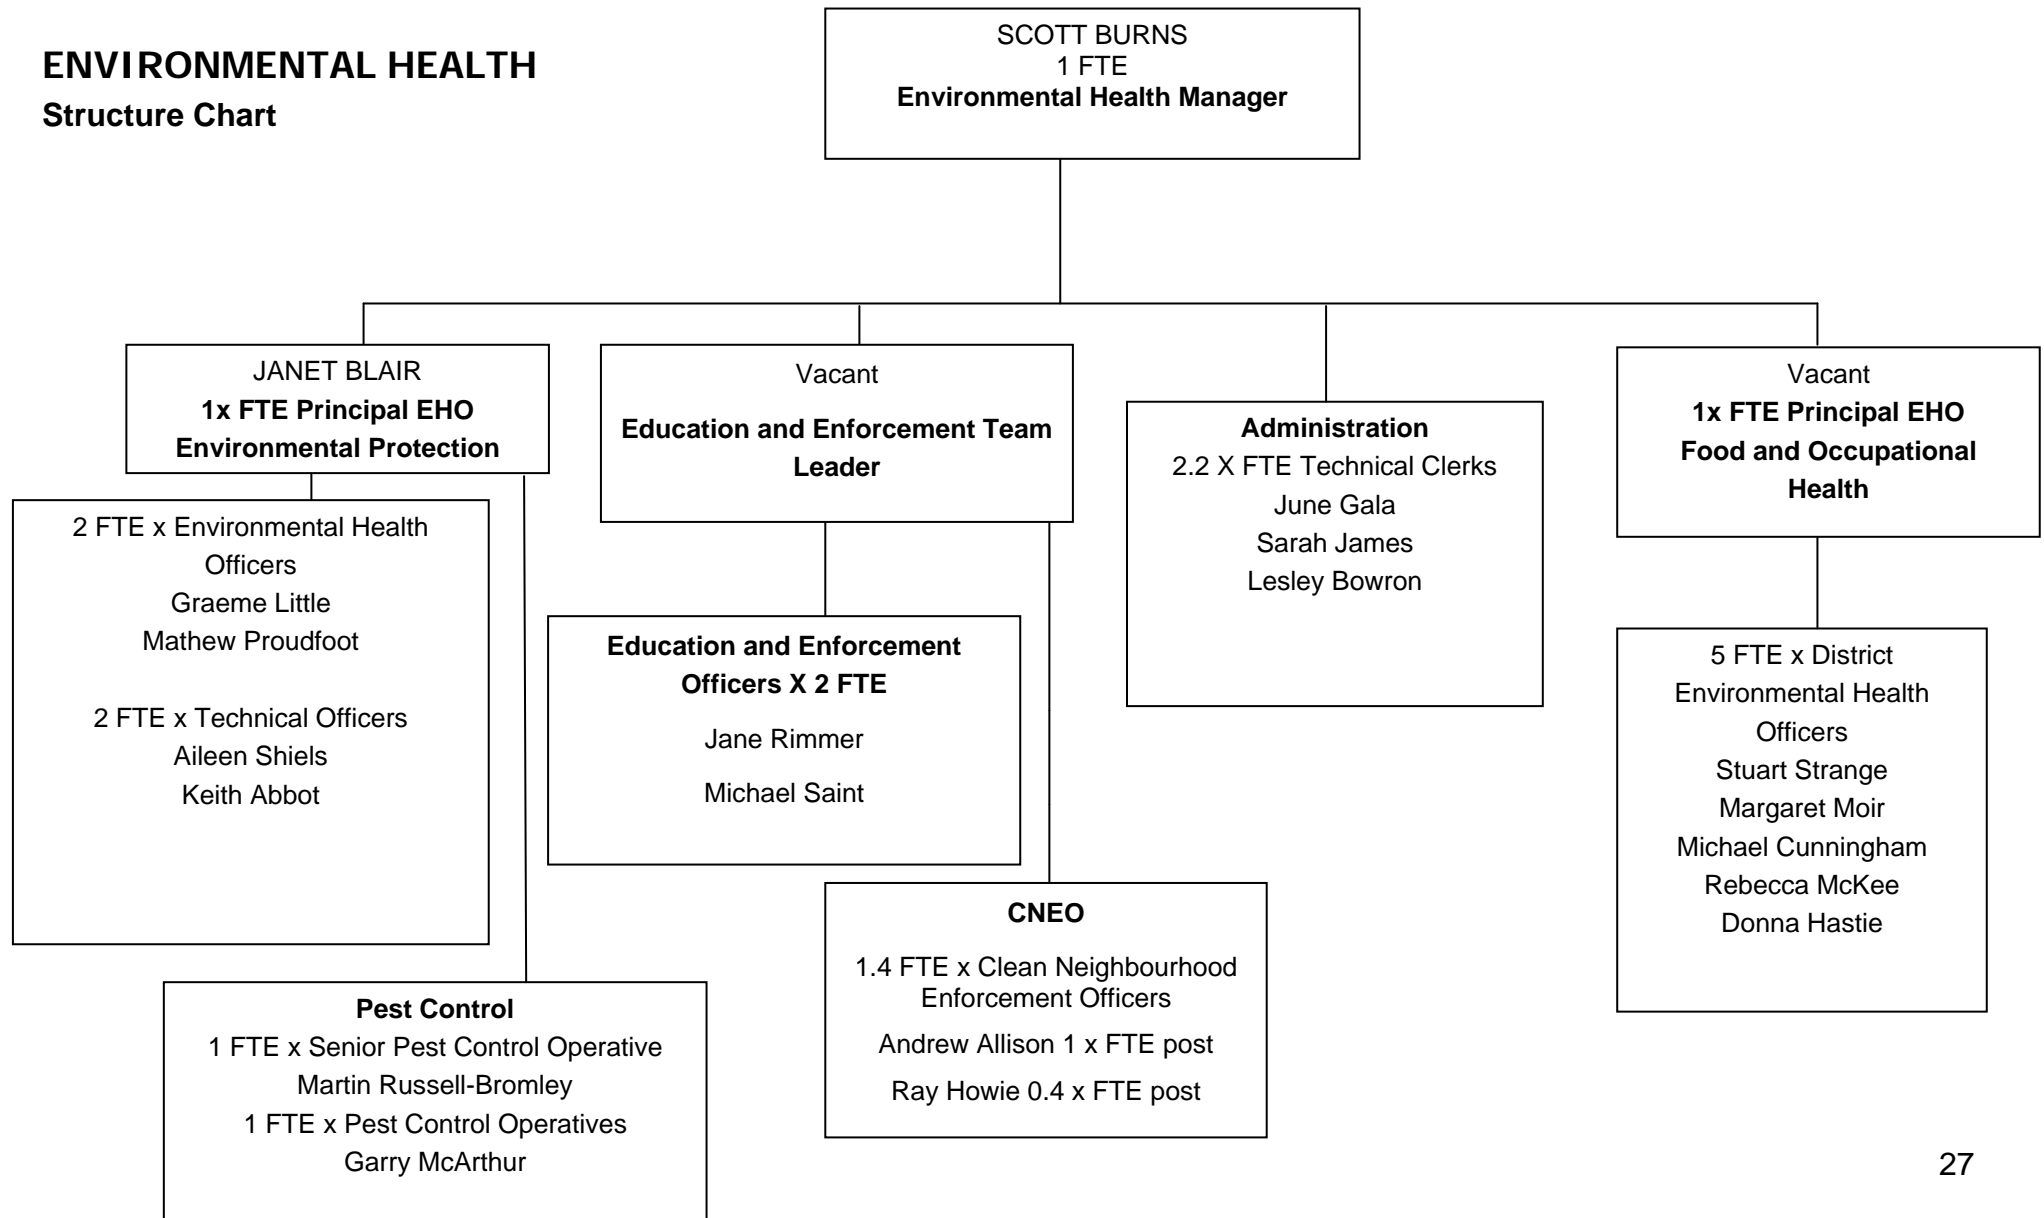 ENVIRONMENTAL HEALTH
Structure Chart
SCOTT BURNS
1 FTE
Environmental Health Manager
JANET BLAIR
1x FTE Principal EHO
Environmental Protection
Vacant
Education and Enforcement Team
Leader
Administration
2.2 X FTE Technical Clerks
June Gala
Sarah James
Lesley Bowron
Vacant
1x FTE Principal EHO
Food and Occupational
Health
2 FTE x Environmental Health
Officers
Graeme Little
Mathew Proudfoot
2 FTE x Technical Officers
Aileen Shiels
Keith Abbot
Education and Enforcement
Officers X 2 FTE
Jane Rimmer
Michael Saint
5 FTE x District
Environmental Health
Officers
Stuart Strange
Margaret Moir
Michael Cunningham
Rebecca McKee
Donna Hastie
Pest Control
1 FTE x Senior Pest Control Operative
Martin Russell-Bromley
1 FTE x Pest Control Operatives
Garry McArthur
CNEO
1.4 FTE x Clean Neighbourhood
Enforcement Officers
Andrew Allison 1 x FTE post
Ray Howie 0.4 x FTE post
27